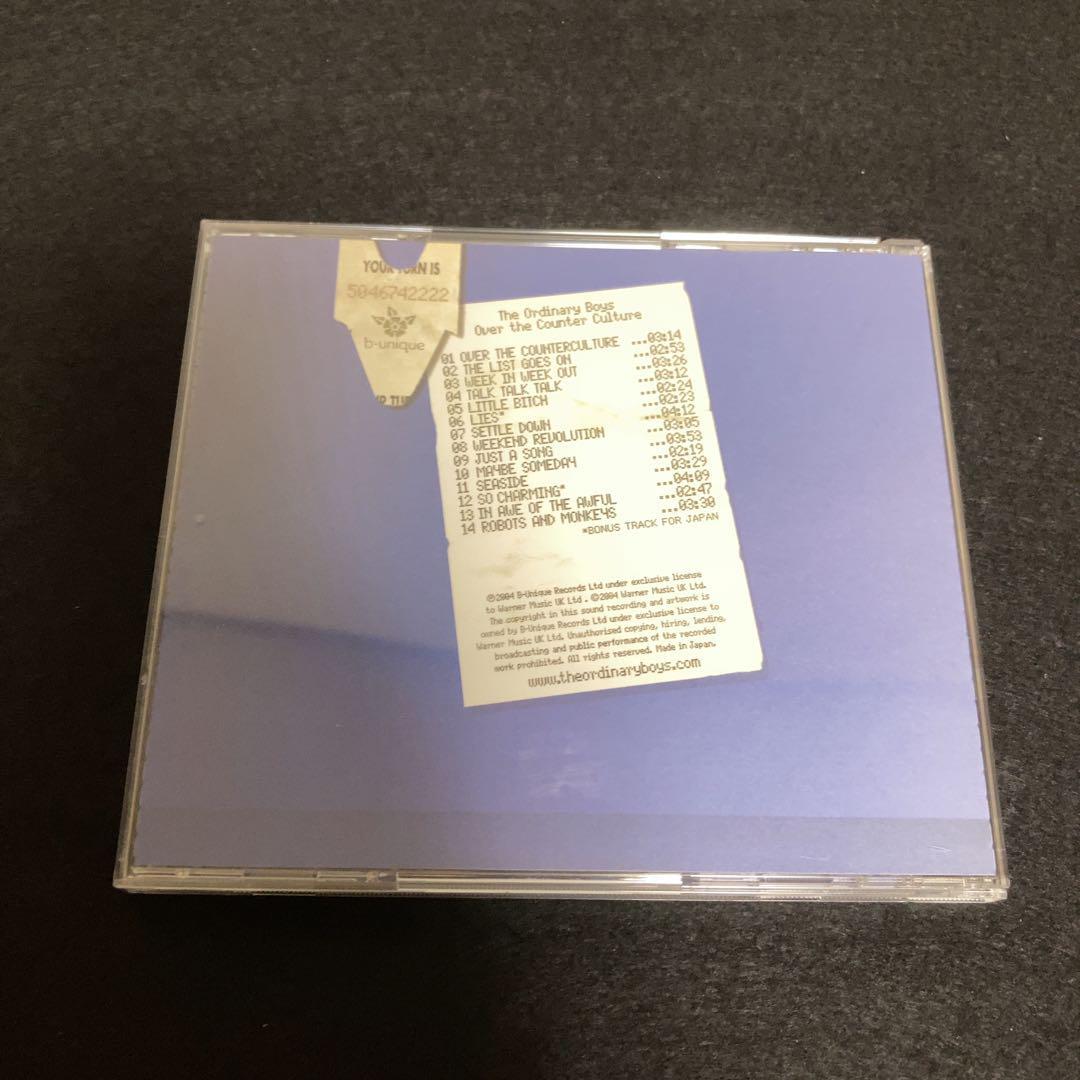 YOUR TURN IS
5046742222
b-unique
The Ordinary Boys
Over the Counter Culture
01 OVER THE COUNTERCULTURE ...03:14
02 THE LIST GOES ON ...02:53
03 WEEK IN WEEK OUT ...03:26
04 TALK TALK TALK ...03:12
05 LITTLE BITCH ...02:24
06 LIES* ...02:23
07 SETTLE DOWN ...04:12
08 WEEKEND REVOLUTION ...03:05
09 JUST A SONG ...03:53
10 MAYBE SOMEDAY ...02:19
11 SEASIDE ...03:29
12 SO CHARMING* ...04:09
13 IN AWE OF THE AWFUL ...02:47
14 ROBOTS AND MONKEYS ...03:30
*BONUS TRACK FOR JAPAN
℗2004 B-Unique Records Ltd under exclusive license
to Warner Music UK Ltd. ©2004 Warner Music UK Ltd.
The copyright in this sound recording and artwork is
owned by B-Unique Records Ltd under exclusive license to
Warner Music UK Ltd. Unauthorised copying, hiring, lending,
broadcasting and public performance of the recorded
work prohibited. All rights reserved. Made in Japan.
www.theordinaryboys.com